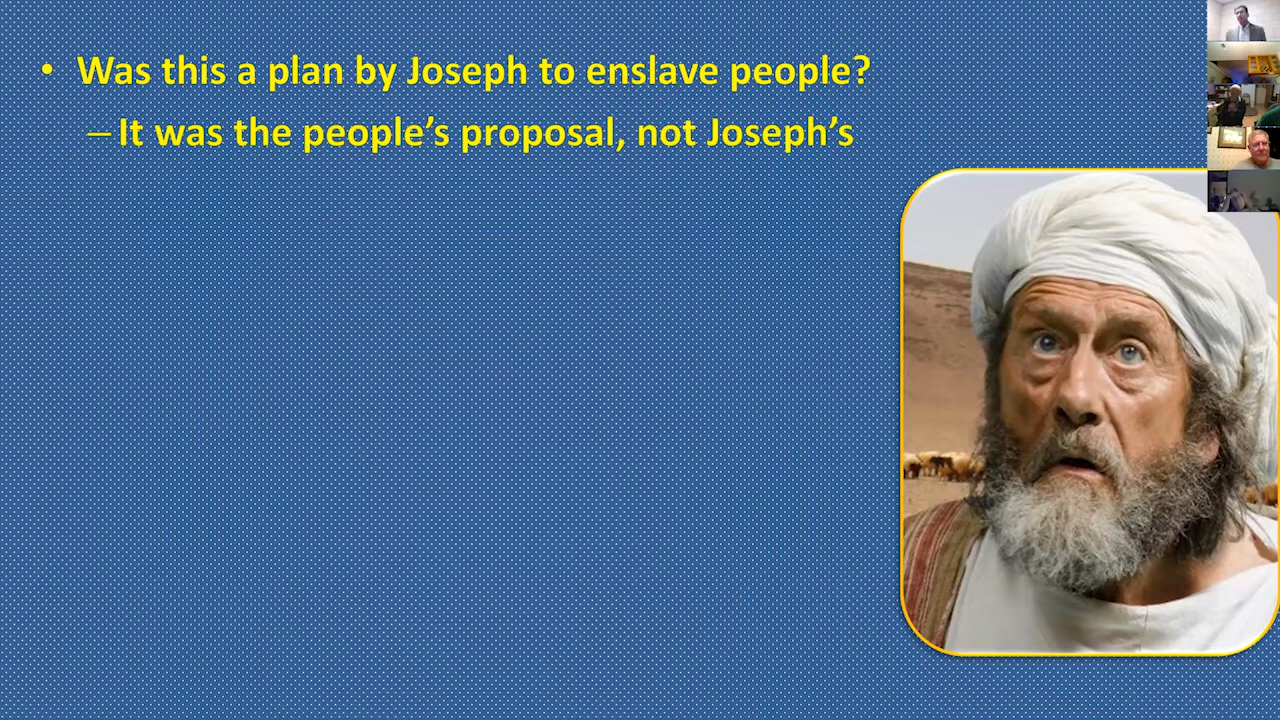 • Was this a plan by Joseph to enslave people?
– It was the people’s proposal, not Joseph’s